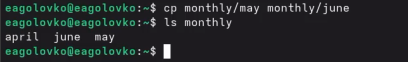 eagolovko@eagolovko:~$ cp monthly/may monthly/june
eagolovko@eagolovko:~$ ls monthly
april  june  may
eagolovko@eagolovko:~$